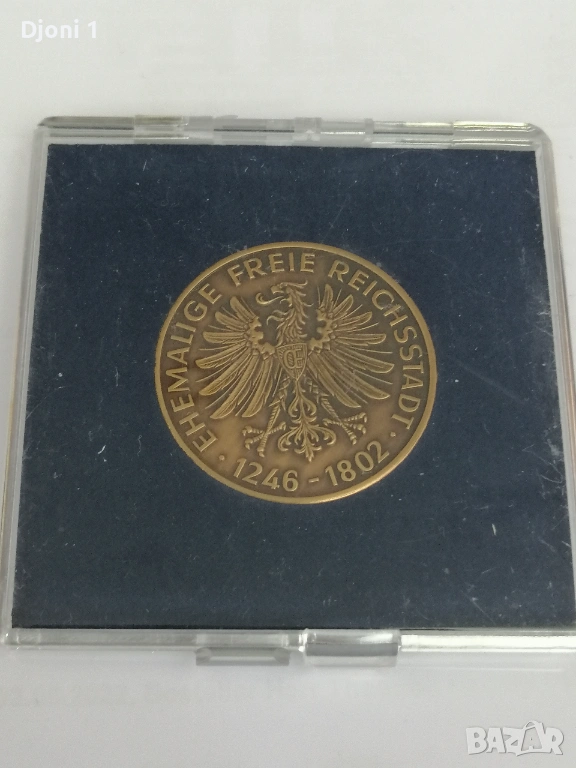 Djoni 1
· EHEMALIGE FREIE REICHSSTADT ·
1246 - 1802
BAZAR